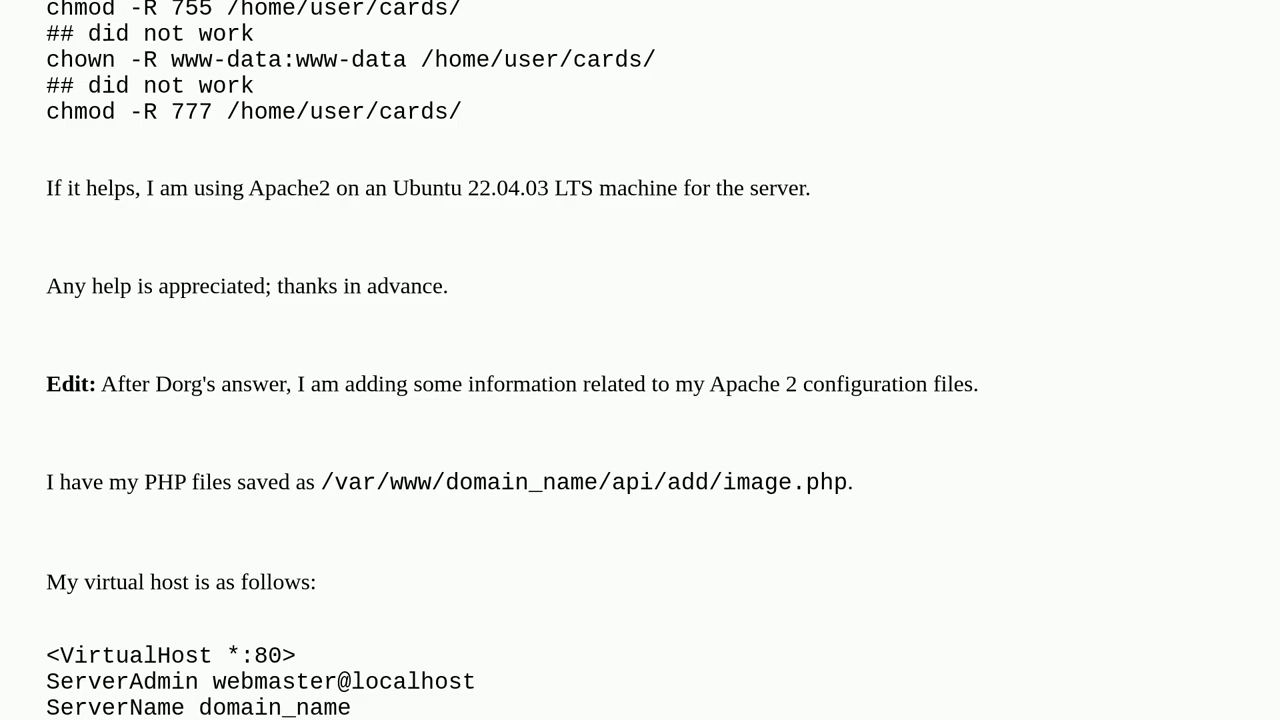 chmod -R 755 /home/user/cards/
## did not work
chown -R www-data:www-data /home/user/cards/
## did not work
chmod -R 777 /home/user/cards/
If it helps, I am using Apache2 on an Ubuntu 22.04.03 LTS machine for the server.
Any help is appreciated; thanks in advance.
Edit: After Dorg's answer, I am adding some information related to my Apache 2 configuration files.
I have my PHP files saved as /var/www/domain_name/api/add/image.php.
My virtual host is as follows:
<VirtualHost *:80>
ServerAdmin webmaster@localhost
ServerName domain_name